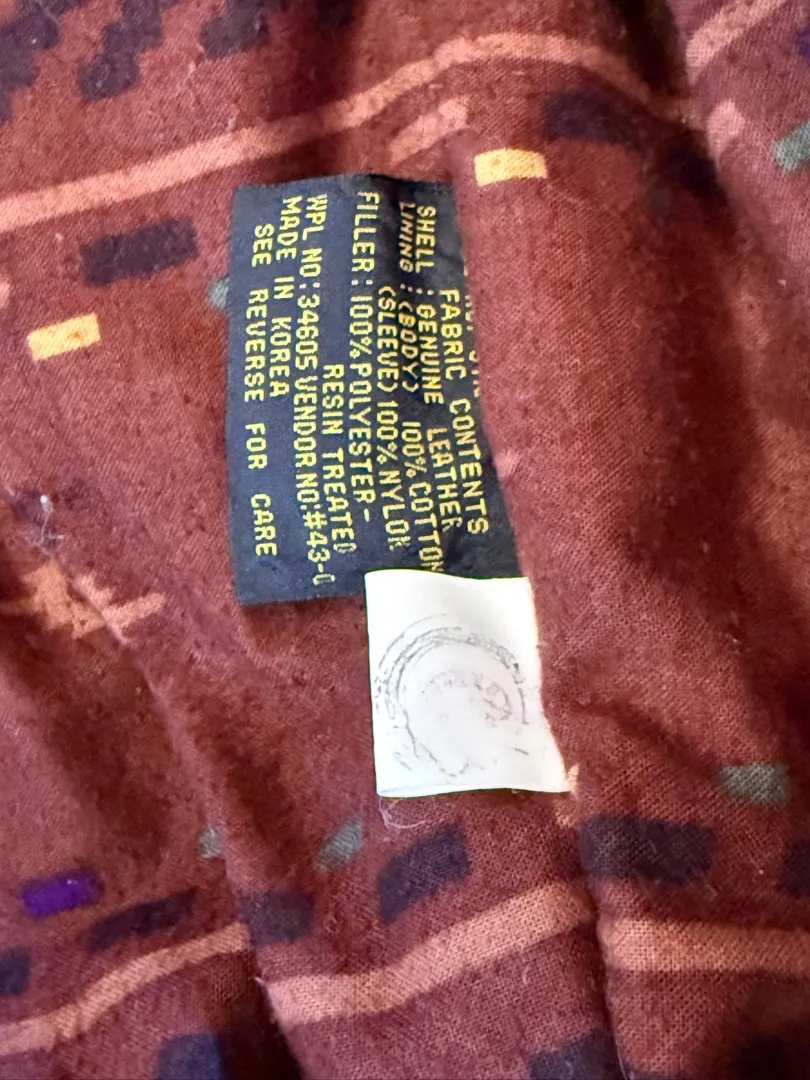 FABRIC CONTENTS
SHELL : GENUINE LEATHER
LINING : (BODY) 100% COTTON
(SLEEVE) 100% NYLON
FILLER : 100% POLYESTER-
RESIN TREATED
WPL NO: 34605 VENDOR NO:#43-
MADE IN KOREA
SEE REVERSE FOR CARE